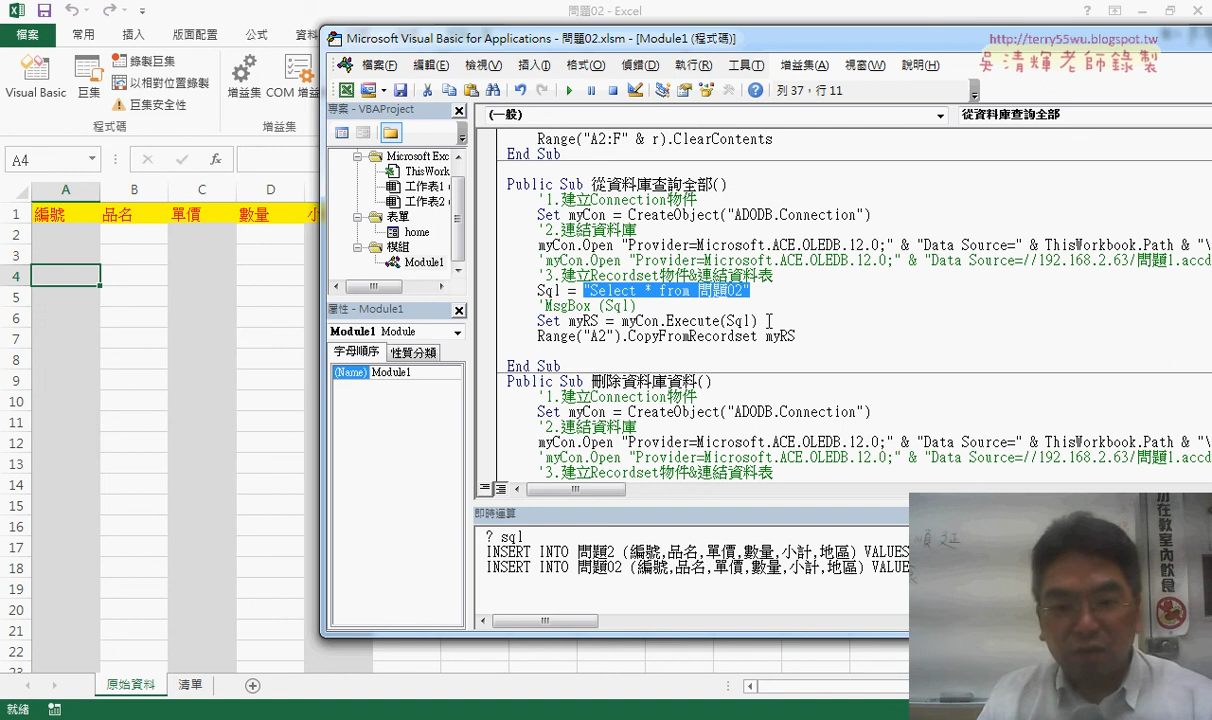 問題02 - Excel
檔案 常用 插入 版面配置 公式 資料
Visual Basic 巨集 錄製巨集 以相對位置錄製 巨集安全性 增益集 COM 增益
程式碼 增益集
A4
A B C D
編號 品名 單價 數量 小
1
2
3
4
5
6
7
8
9
10
11
12
13
14
15
16
17
18
19
20
21
22
原始資料 清單
就緒
Microsoft Visual Basic for Applications - 問題02.xlsm - [Module1 (程式碼)]
http://terry55wu.blogspot.tw
吳清輝老師錄製
檔案(F) 編輯(E) 檢視(V) 插入(I) 格式(O) 偵錯(D) 執行(R) 工具(T) 增益集(A) 視窗(W) 說明(H)
列 37，行 11
專案 - VBAProject
Microsoft Exc
ThisWork
工作表1
工作表2
表單
home
模組
Module1
屬性 - Module1
Module1 Module
字母順序 性質分類
(Name) Module1
(一般) 從資料庫查詢全部
Range("A2:F" & r).ClearContents
End Sub
Public Sub 從資料庫查詢全部()
'1.建立Connection物件
Set myCon = CreateObject("ADODB.Connection")
'2.連結資料庫
myCon.Open "Provider=Microsoft.ACE.OLEDB.12.0;" & "Data Source=" & ThisWorkbook.Path & "\
'myCon.Open "Provider=Microsoft.ACE.OLEDB.12.0;" & "Data Source=//192.168.2.63/問題1.accd
'3.建立Recordset物件&連結資料表
Sql = "Select * from 問題02"
'MsgBox (Sql)
Set myRS = myCon.Execute(Sql)
Range("A2").CopyFromRecordset myRS
End Sub
Public Sub 刪除資料庫資料()
'1.建立Connection物件
Set myCon = CreateObject("ADODB.Connection")
'2.連結資料庫
myCon.Open "Provider=Microsoft.ACE.OLEDB.12.0;" & "Data Source=" & ThisWorkbook.Path & "\
'myCon.Open "Provider=Microsoft.ACE.OLEDB.12.0;" & "Data Source=//192.168.2.63/問題1.accd
'3.建立Recordset物件&連結資料表
即時運算
? sql
INSERT INTO 問題2 (編號,品名,單價,數量,小計,地區) VALUES
INSERT INTO 問題02 (編號,品名,單價,數量,小計,地區) VALUES
勿在教室內飲食